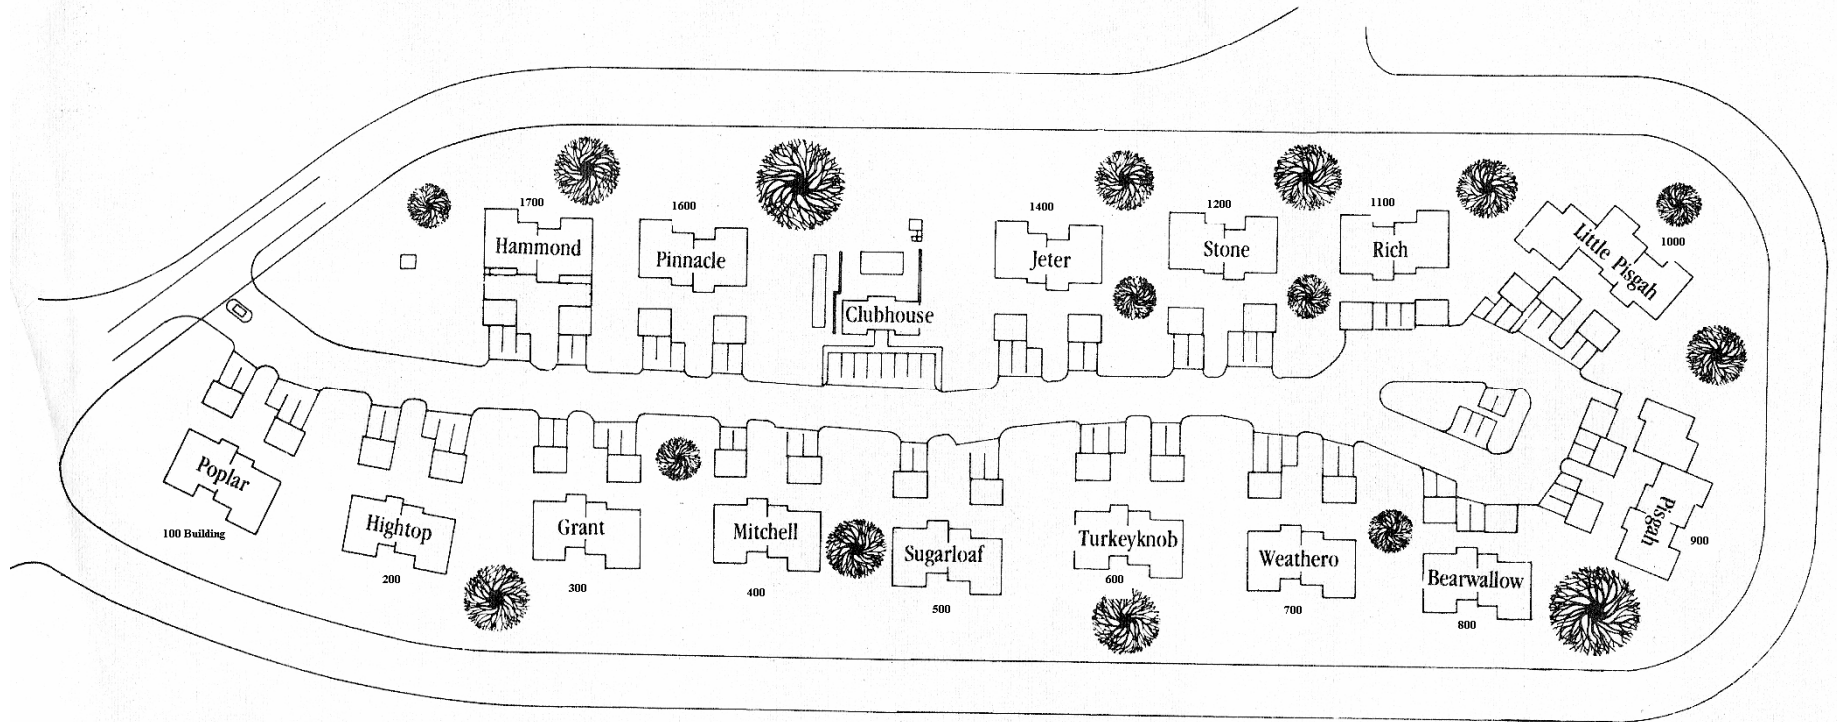 1700
Hammond
1600
Pinnacle
Clubhouse
1400
Jeter
1200
Stone
1100
Rich
1000
Little Pisgah
Poplar
100 Building
Hightop
200
Grant
300
Mitchell
400
Sugarloaf
500
Turkeyknob
600
Weathero
700
Bearwallow
800
Pisgah
900